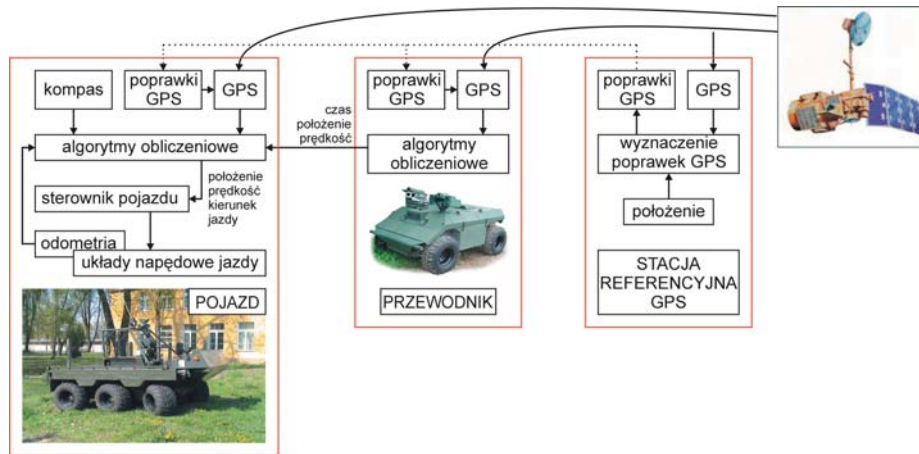 kompas
poprawki
GPS
GPS
algorytmy obliczeniowe
położenie
prędkość
kierunek
jazdy
sterownik pojazdu
odometria
układy napędowe jazdy
POJAZD
czas
położenie
prędkość
poprawki
GPS
GPS
algorytmy
obliczeniowe
PRZEWODNIK
poprawki
GPS
GPS
wyznaczenie
poprawek GPS
położenie
STACJA
REFERENCYJNA
GPS